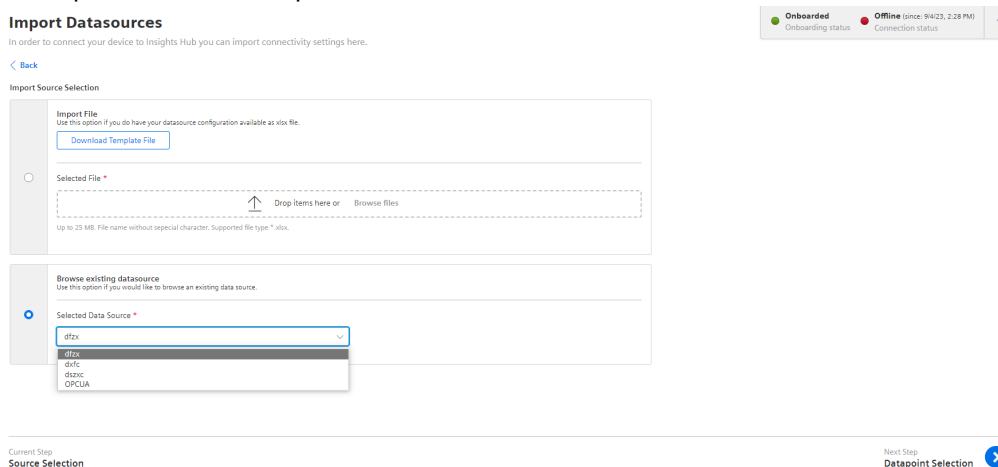 Import Datasources
Onboarded
Onboarding status
Offline (since: 9/4/23, 2:28 PM)
Connection status
In order to connect your device to Insights Hub you can import connectivity settings here.
Back
Import Source Selection
Import File
Use this option if you do have your datasource configuration available as xlsx file.
Download Template File
Selected File *
Drop items here or Browse files
Up to 25 MB. File name without sepecial character. Supported file type *.xlsx.
Browse existing datasource
Use this option if you would like to browse an existing data source.
Selected Data Source *
dfzx
dfzx
dxfc
dszxc
OPCUA
Current Step
Source Selection
Next Step
Datapoint Selection